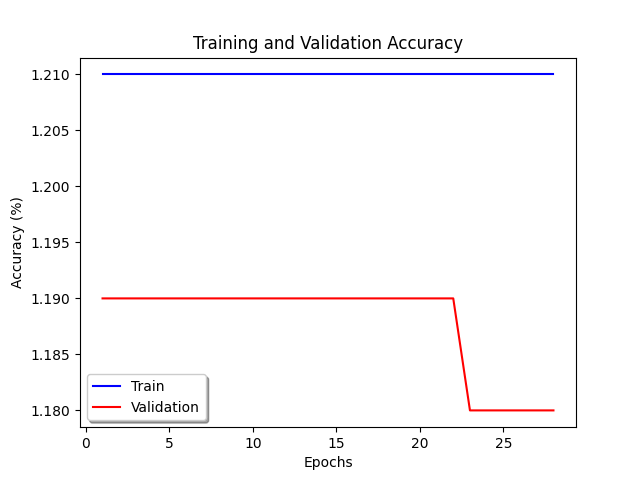 Training and Validation Accuracy
Accuracy (%)
1.210
1.205
1.200
1.195
1.190
1.185
1.180
Train
Validation
0
5
10
15
20
25
Epochs